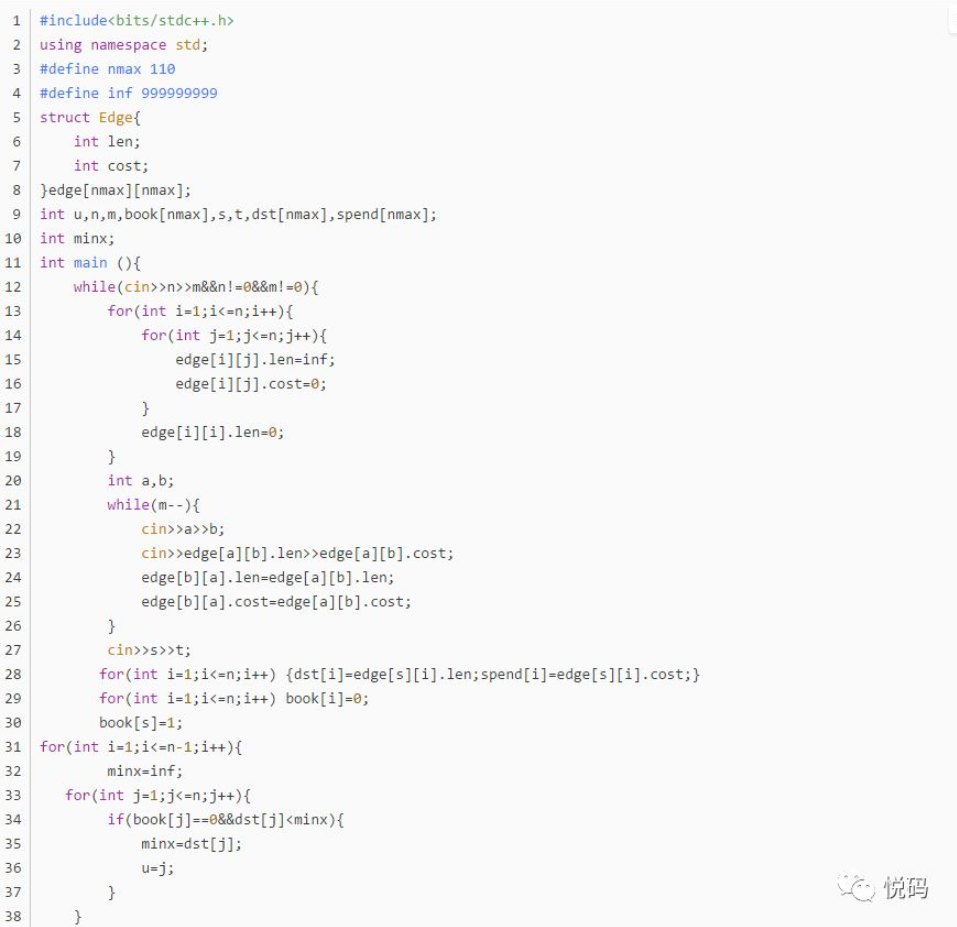 1 #include<bits/stdc++.h>
2 using namespace std;
3 #define nmax 110
4 #define inf 999999999
5 struct Edge{
6     int len;
7     int cost;
8 }edge[nmax][nmax];
9 int u,n,m,book[nmax],s,t,dst[nmax],spend[nmax];
10 int minx;
11 int main (){
12     while(cin>>n>>m&&n!=0&&m!=0){
13         for(int i=1;i<=n;i++){
14             for(int j=1;j<=n;j++){
15                 edge[i][j].len=inf;
16                 edge[i][j].cost=0;
17             }
18             edge[i][i].len=0;
19         }
20         int a,b;
21         while(m--){
22             cin>>a>>b;
23             cin>>edge[a][b].len>>edge[a][b].cost;
24             edge[b][a].len=edge[a][b].len;
25             edge[b][a].cost=edge[a][b].cost;
26         }
27         cin>>s>>t;
28        for(int i=1;i<=n;i++) {dst[i]=edge[s][i].len;spend[i]=edge[s][i].cost;}
29        for(int i=1;i<=n;i++) book[i]=0;
30        book[s]=1;
31 for(int i=1;i<=n-1;i++){
32         minx=inf;
33    for(int j=1;j<=n;j++){
34         if(book[j]==0&&dst[j]<minx){
35             minx=dst[j];
36             u=j;
37         }
38     }
悦码